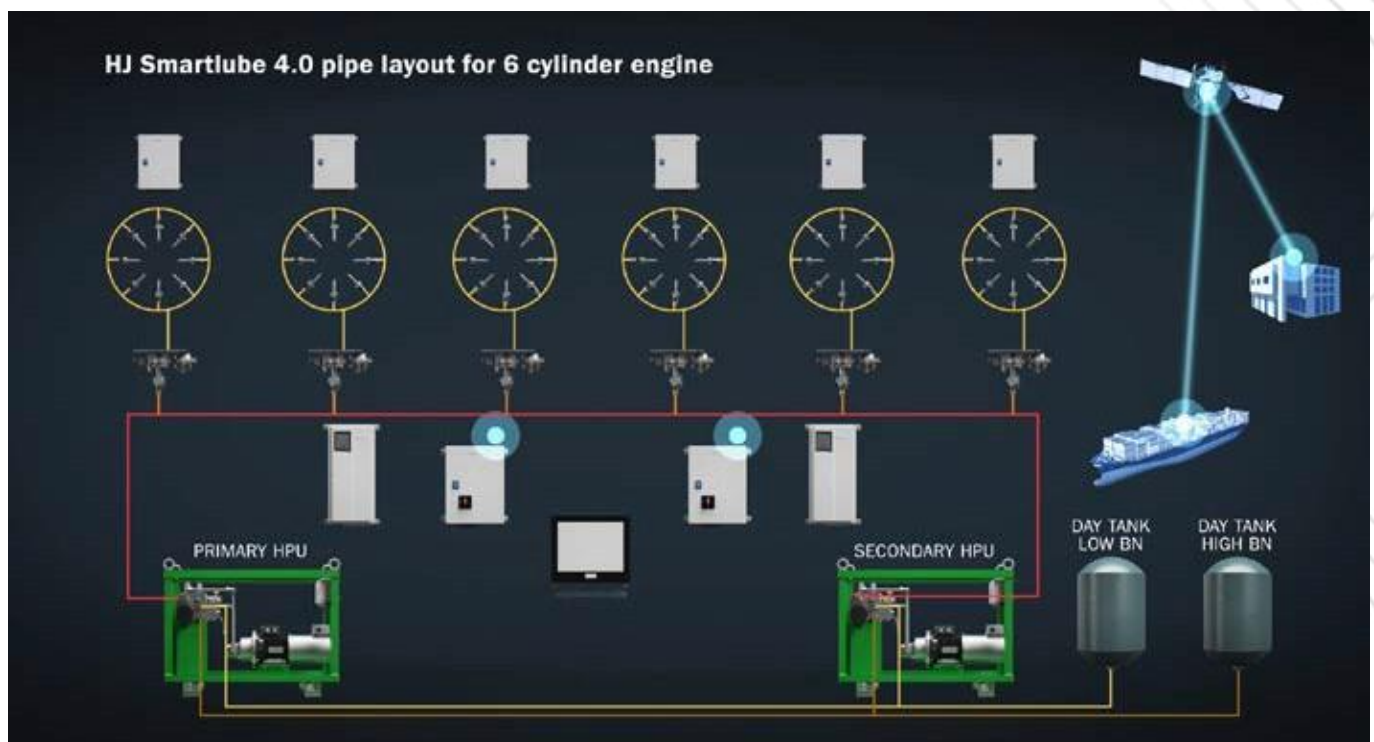 HJ Smartlube 4.0 pipe layout for 6 cylinder engine
PRIMARY HPU
SECONDARY HPU
DAY TANK
LOW BN
DAY TANK
HIGH BN